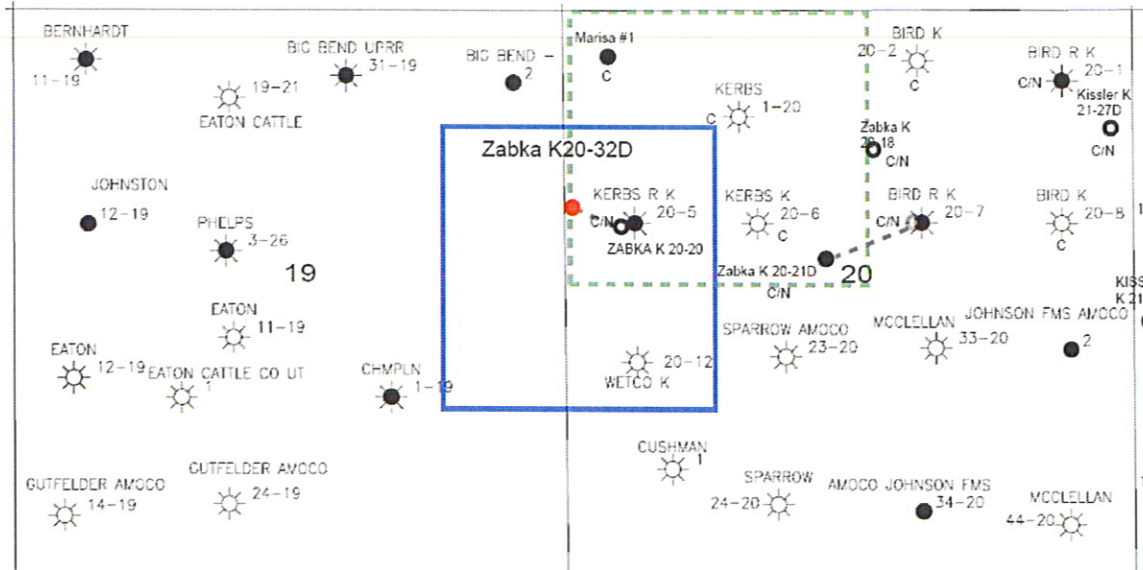 BERNHARDT
11-19
19-21
EATON CATTLE
BIG BEND UPRR
31-19
BIG BEND -
2
Marisa #1
C
KERBS
C 1-20
BIRD K
20-2
C
BIRD R K
C/N 20-1
Kissler K
21-27D
C/N
Zabka K
C/N
Zabka K20-32D
JOHNSTON
12-19
PHELPS
3-26
19
KERBS R K
C/N 20-5
ZABKA K 20-20
KERBS K
20-6
C
BIRD R K
C/N 20-7
BIRD K
20-8
C
Zabka K 20-21D
C/N
20
KISS
K 21
EATON
11-19
EATON
12-19
EATON CATTLE CO UT
1
CHMPLN
1-19
20-12
WETCO K
SPARROW AMOCO
23-20
MCCLELLAN
33-20
JOHNSON FMS AMOCO
2
GUTFELDER AMOCO
14-19
GUTFELDER AMOCO
24-19
CUSHMAN
1
SPARROW
24-20
AMOCO JOHNSON FMS
34-20
MCCLELLAN
44-20